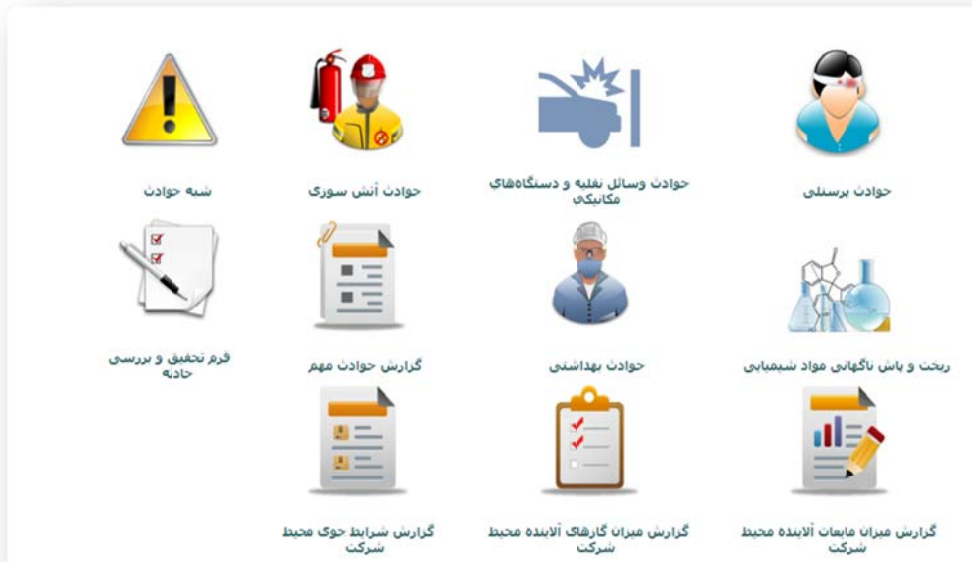 حوادث پرسنلی
حوادث وسائل نقلیه و دستگاههای
مکانیکی
حوادث آتش سوزی
شبه حوادث
ریخت و پاش ناگهانی مواد شیمیایی
حوادث بهداشتی
گزارش حوادث مهم
فرم تحقیق و بررسی
حادثه
گزارش میزان مایعات آلاینده محیط
شرکت
گزارش میزان گازهای آلاینده محیط
شرکت
گزارش شرایط جوی محیط
شرکت